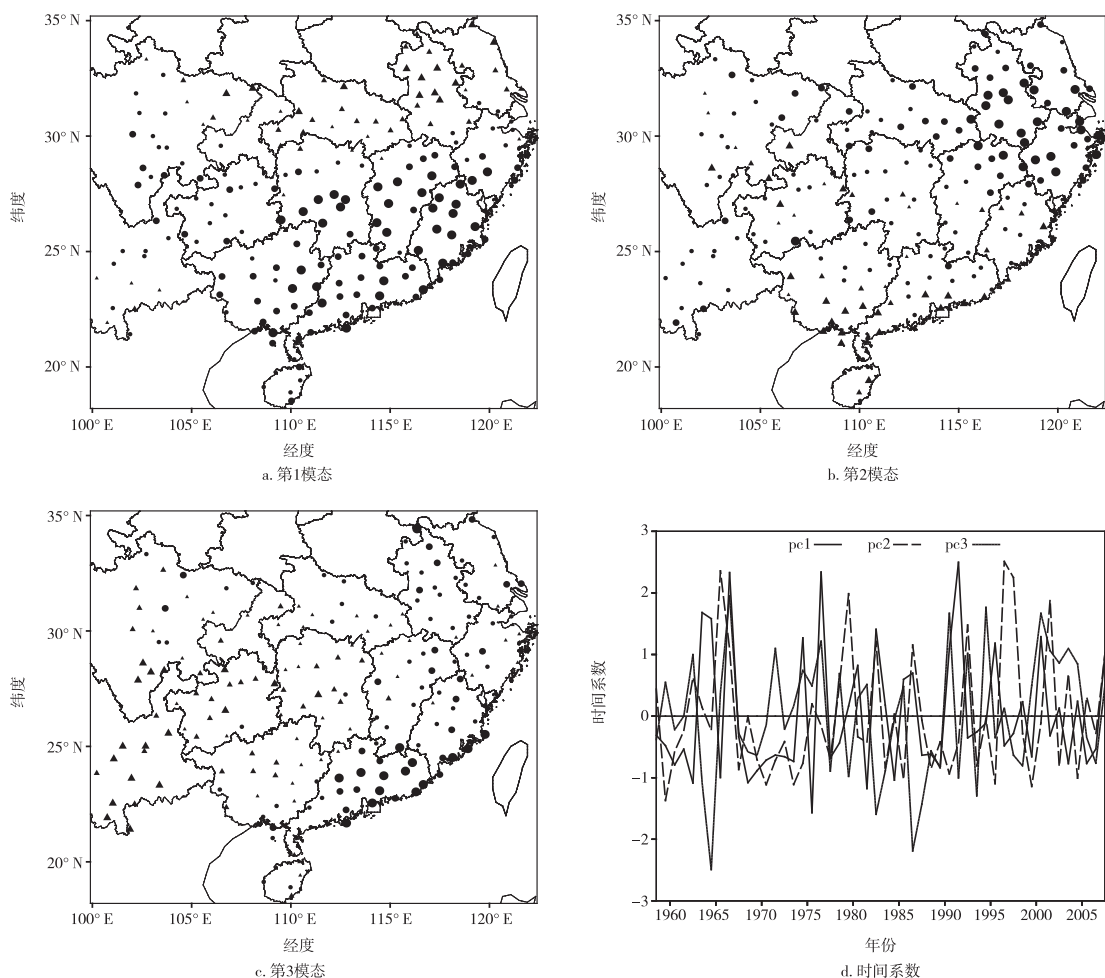 35° N
30° N
25° N
20° N
纬度
100° E 105° E 110° E 115° E 120° E
经度
a. 第1模态
35° N
30° N
25° N
20° N
纬度
100° E 105° E 110° E 115° E 120° E
经度
b. 第2模态
35° N
30° N
25° N
20° N
纬度
100° E 105° E 110° E 115° E 120° E
经度
c. 第3模态
3
2
1
0
−1
−2
−3
时间系数
pc1 pc2 pc3
1960 1965 1970 1975 1980 1985 1990 1995 2000 2005
年份
d. 时间系数